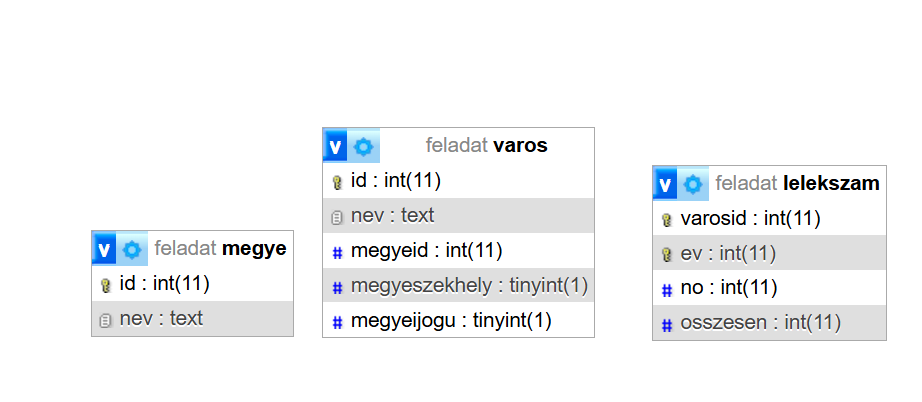 v feladat megye
id : int(11)
nev : text
v feladat varos
id : int(11)
nev : text
megyeid : int(11)
megyeszekhely : tinyint(1)
megyeijogu : tinyint(1)
v feladat lelekszam
varosid : int(11)
ev : int(11)
no : int(11)
osszesen : int(11)